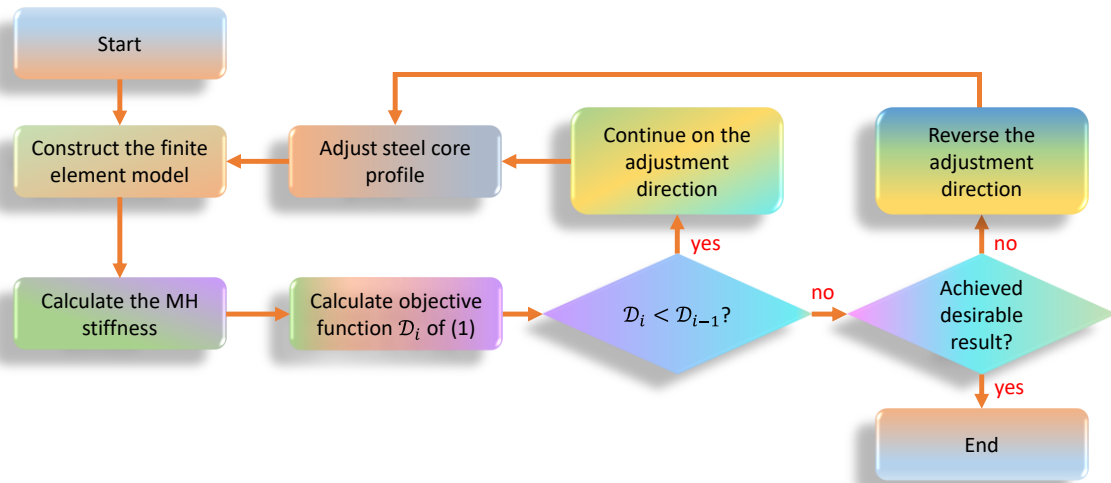 Start
Construct the finite
element model
Adjust steel core
profile
Continue on the
adjustment
direction
Reverse the
adjustment
direction
yes
no
Calculate the MH
stiffness
Calculate objective
function 𝒟ᵢ of (1)
𝒟ᵢ < 𝒟ᵢ₋₁?
no
Achieved
desirable
result?
yes
End